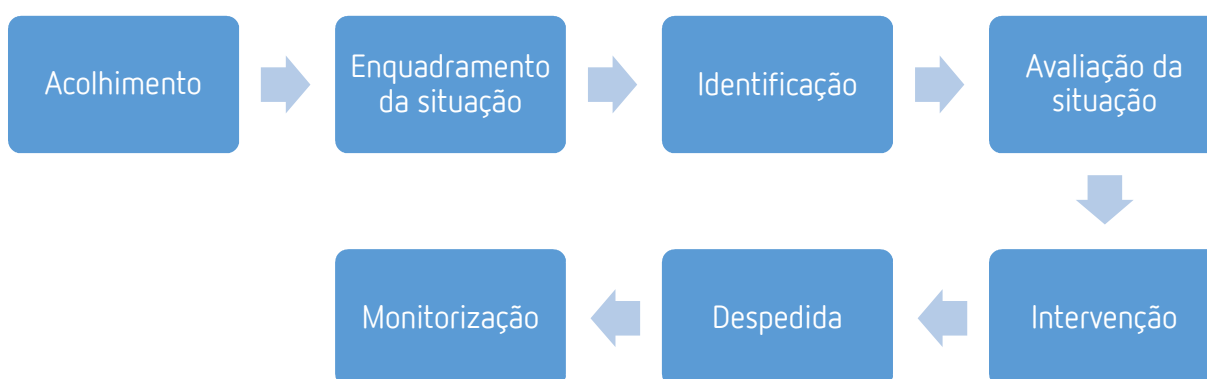 Acolhimento
Enquadramento
da situação
Identificação
Avaliação da
situação
Intervenção
Despedida
Monitorização